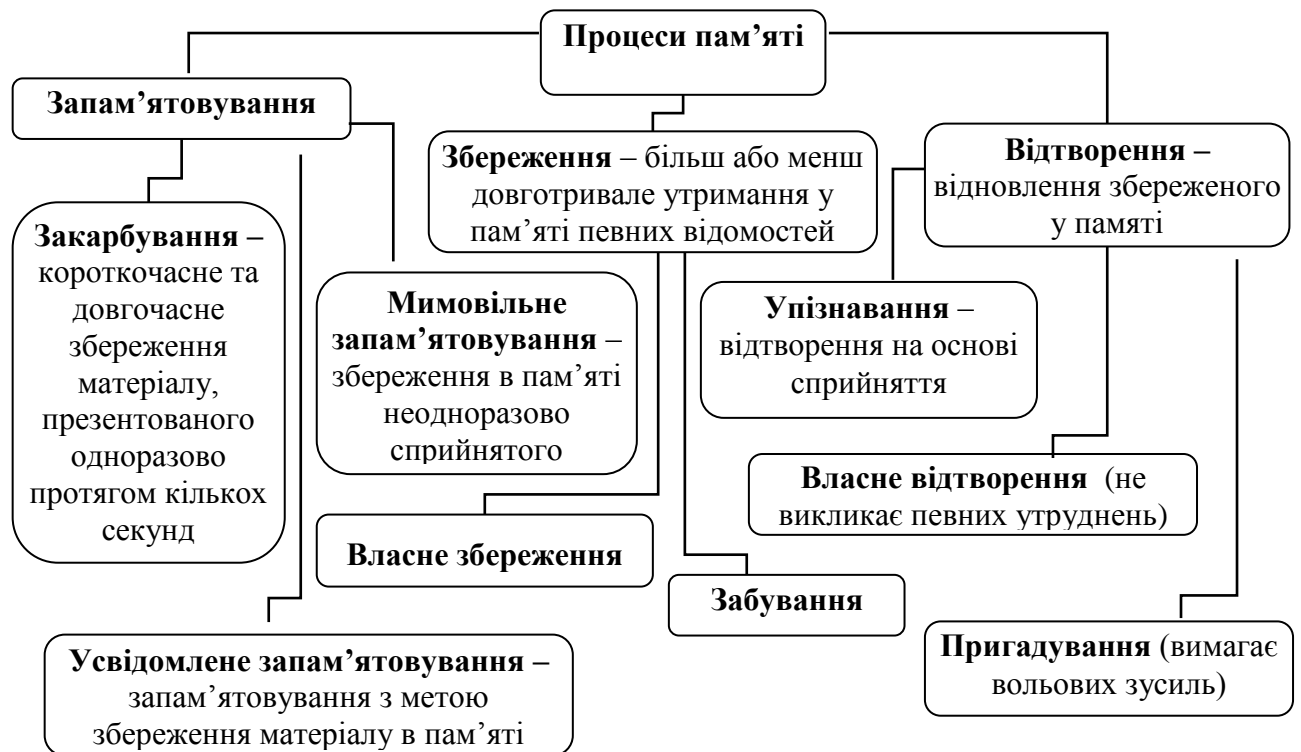 Процеси пам’яті
Запам’ятовування
Закарбування –
короткочасне та
довгочасне
збереження
матеріалу,
презентованого
одноразово
протягом кількох
секунд
Мимовільне
запам’ятовування –
збереження в пам’яті
неодноразово
сприйнятого
Усвідомлене запам’ятовування –
запам’ятовування з метою
збереження матеріалу в пам’яті
Збереження – більш або менш
довготривале утримання у
пам’яті певних відомостей
Власне збереження
Забування
Відтворення –
відновлення збереженого
у памяті
Упізнавання –
відтворення на основі
сприйняття
Власне відтворення (не
викликає певних утруднень)
Пригадування (вимагає
вольових зусиль)